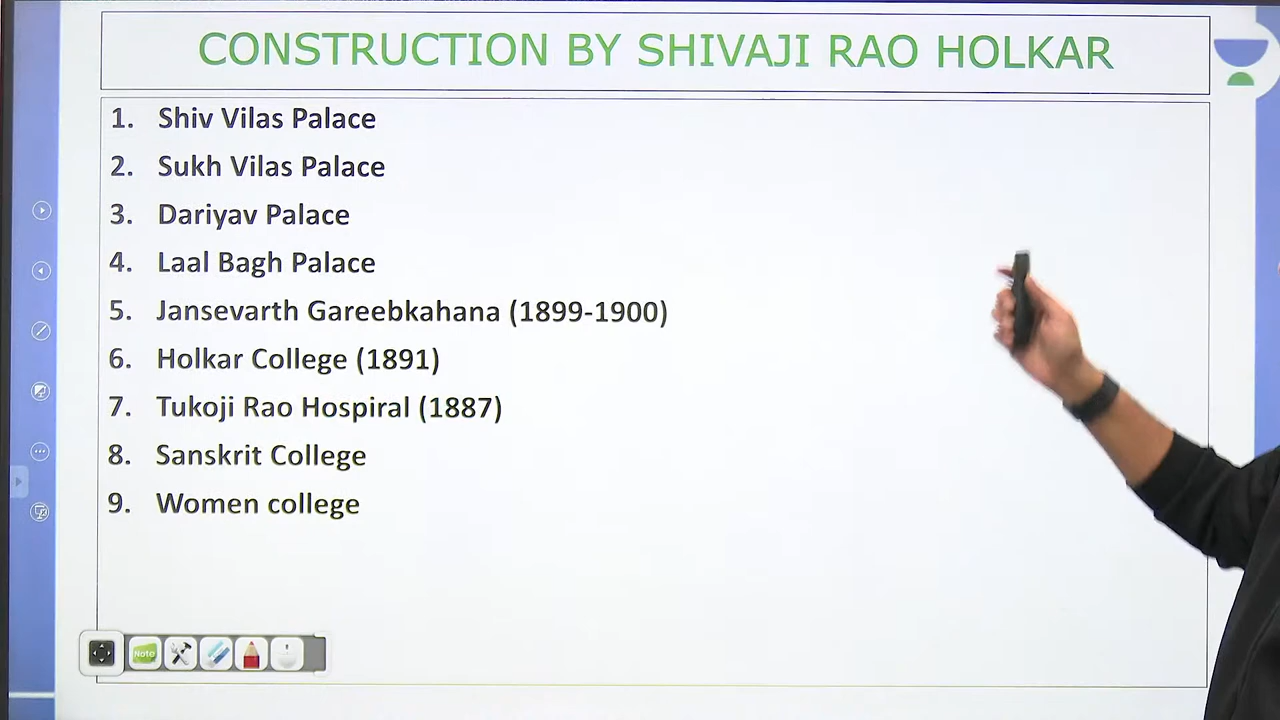 CONSTRUCTION BY SHIVAJI RAO HOLKAR
1. Shiv Vilas Palace
2. Sukh Vilas Palace
3. Dariyav Palace
4. Laal Bagh Palace
5. Jansevarth Gareebkahana (1899-1900)
6. Holkar College (1891)
7. Tukoji Rao Hospiral (1887)
8. Sanskrit College
9. Women college
Note